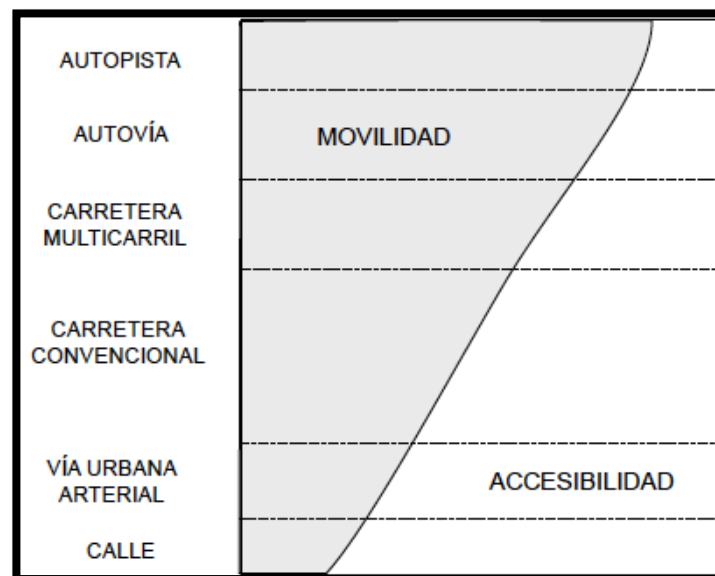 AUTOPISTA
AUTOVÍA
MOVILIDAD
CARRETERA
MULTICARRIL
CARRETERA
CONVENCIONAL
VÍA URBANA
ARTERIAL
ACCESIBILIDAD
CALLE